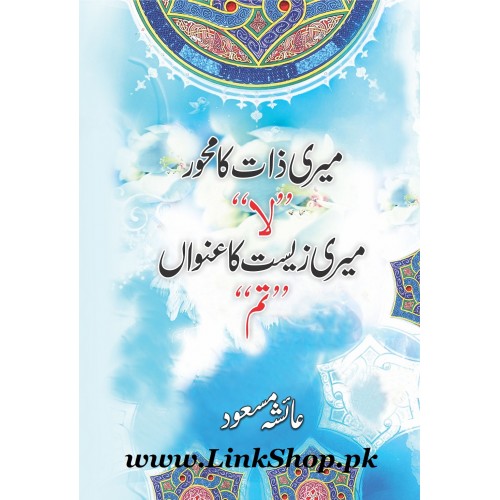 میری ذات کا محور
”لا“
میری زیست کا عنواں
”تم“
عائشہ مسعود
www.LinkShop.pk